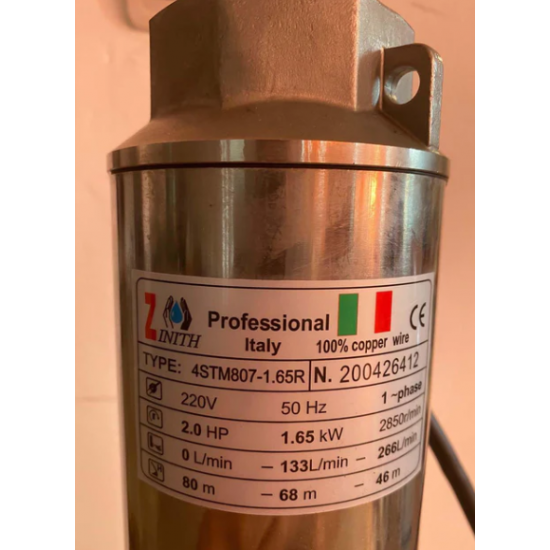 ZINITH Professional Italy 100% copper wire CE
TYPE: 4STM807-1.65R N. 200426412
220V 50 Hz 1~phase
2.0 HP 1.65 kW 2850r/min
0 L/min - 133L/min - 266L/min
80 m - 68 m - 46 m